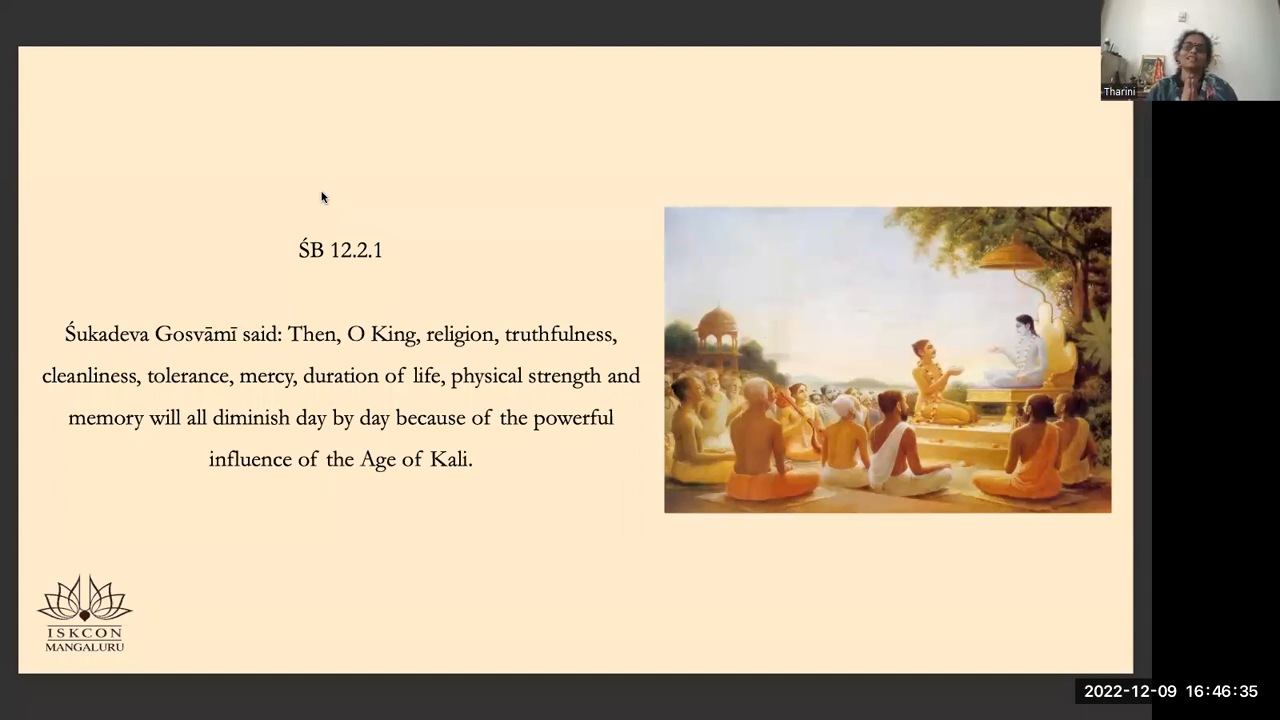 Tharini
ŚB 12.2.1
Śukadeva Gosvāmī said: Then, O King, religion, truthfulness,
cleanliness, tolerance, mercy, duration of life, physical strength and
memory will all diminish day by day because of the powerful
influence of the Age of Kali.
ISKCON
MANGALURU
2022-12-09 16:46:35